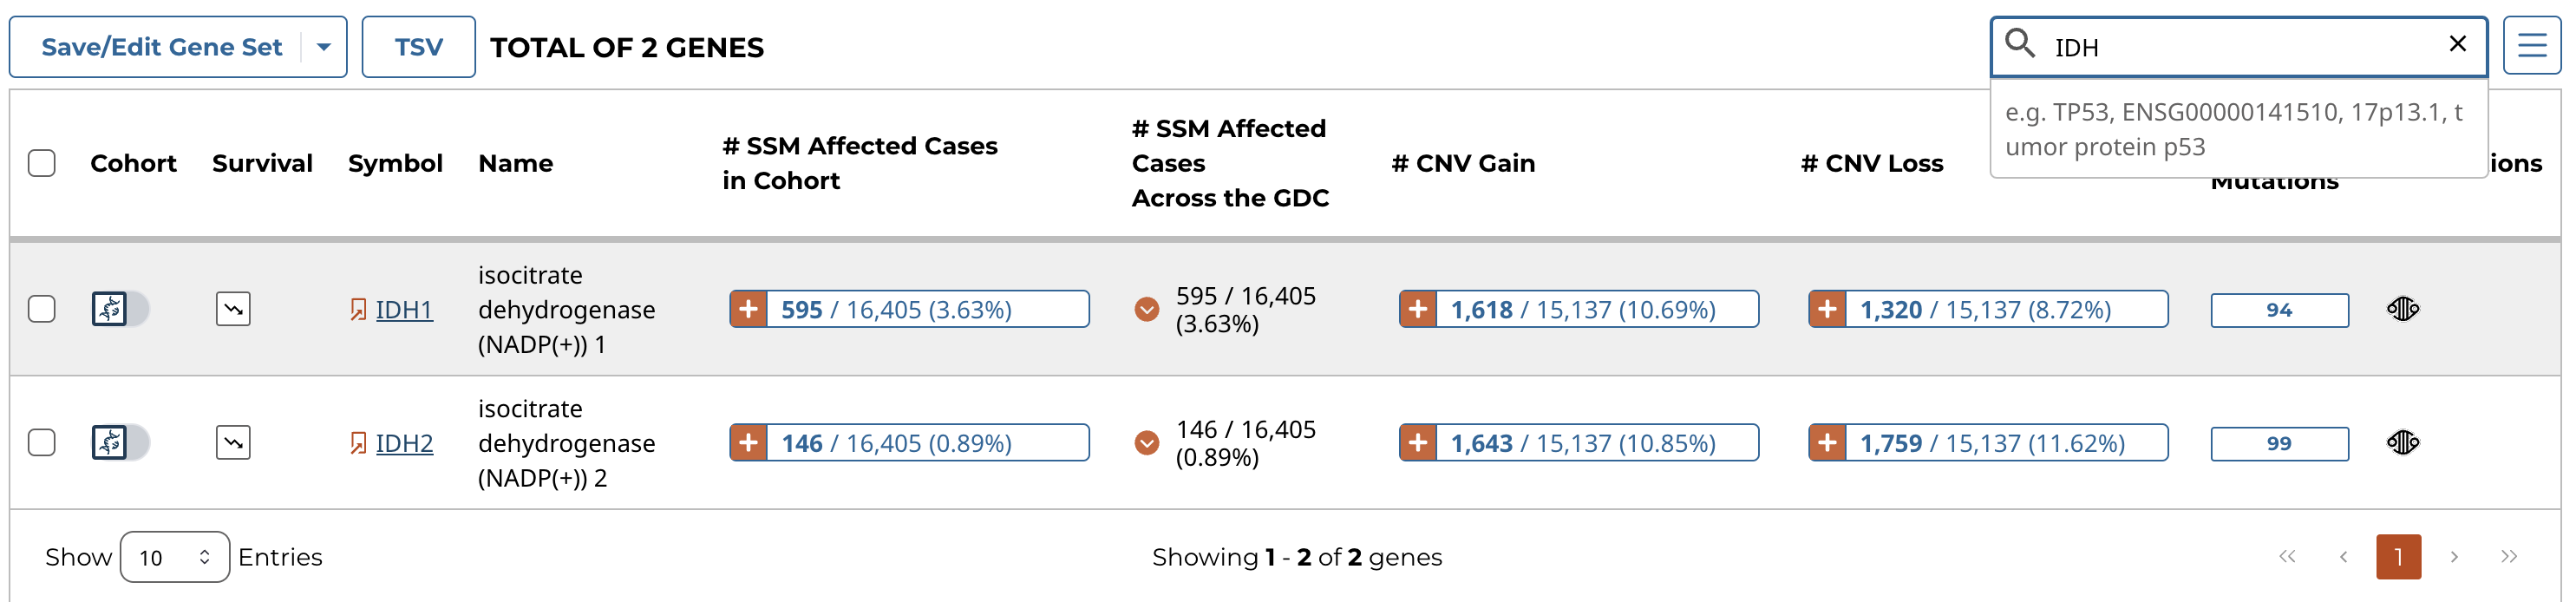 Save/Edit Gene Set
TSV
TOTAL OF 2 GENES
IDH
e.g. TP53, ENSG00000141510, 17p13.1, t
umor protein p53
Cohort
Survival
Symbol
Name
# SSM Affected Cases
in Cohort
# SSM Affected
Cases
Across the GDC
# CNV Gain
# CNV Loss
Mutations
ions
IDH1
isocitrate
dehydrogenase
(NADP(+)) 1
595 / 16,405 (3.63%)
595 / 16,405
(3.63%)
1,618 / 15,137 (10.69%)
1,320 / 15,137 (8.72%)
94
IDH2
isocitrate
dehydrogenase
(NADP(+)) 2
146 / 16,405 (0.89%)
146 / 16,405
(0.89%)
1,643 / 15,137 (10.85%)
1,759 / 15,137 (11.62%)
99
Show 10 Entries
Showing 1 - 2 of 2 genes
1